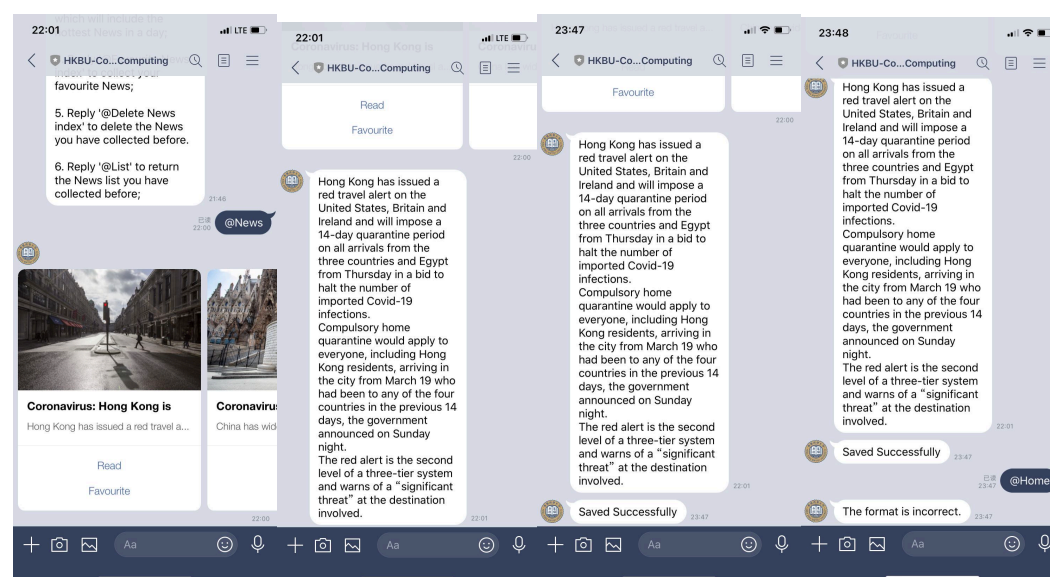 which will include the
hottest News in a day;
22:01
LTE
HKBU-Co...Computing
index' to collect your
favourite News;
5. Reply '@Delete News
index' to delete the News
you have collected before.
6. Reply '@List' to return
the News list you have
collected before;
21:46
已读
22:00
@News
Coronavirus: Hong Kong is
Hong Kong has issued a red travel a...
Read
Favourite
Coronavirus
China has wid
22:00
Aa
22:01
LTE
Coronavirus: Hong Kong is
Coronaviru
HKBU-Co...Computing
Read
Favourite
22:00
Hong Kong has issued a
red travel alert on the
United States, Britain and
Ireland and will impose a
14-day quarantine period
on all arrivals from the
three countries and Egypt
from Thursday in a bid to
halt the number of
imported Covid-19
infections.
Compulsory home
quarantine would apply to
everyone, including Hong
Kong residents, arriving in
the city from March 19 who
had been to any of the four
countries in the previous 14
days, the government
announced on Sunday
night.
The red alert is the second
level of a three-tier system
and warns of a “significant
threat” at the destination
involved.
22:01
Aa
23:47
HKBU-Co...Computing
Favourite
22:00
Hong Kong has issued a
red travel alert on the
United States, Britain and
Ireland and will impose a
14-day quarantine period
on all arrivals from the
three countries and Egypt
from Thursday in a bid to
halt the number of
imported Covid-19
infections.
Compulsory home
quarantine would apply to
everyone, including Hong
Kong residents, arriving in
the city from March 19 who
had been to any of the four
countries in the previous 14
days, the government
announced on Sunday
night.
The red alert is the second
level of a three-tier system
and warns of a “significant
threat” at the destination
involved.
22:01
Saved Successfully
23:47
Aa
23:48
HKBU-Co...Computing
Hong Kong has issued a
red travel alert on the
United States, Britain and
Ireland and will impose a
14-day quarantine period
on all arrivals from the
three countries and Egypt
from Thursday in a bid to
halt the number of
imported Covid-19
infections.
Compulsory home
quarantine would apply to
everyone, including Hong
Kong residents, arriving in
the city from March 19 who
had been to any of the four
countries in the previous 14
days, the government
announced on Sunday
night.
The red alert is the second
level of a three-tier system
and warns of a “significant
threat” at the destination
involved.
22:01
Saved Successfully
23:47
已读
23:47
@Home
The format is incorrect.
23:47
Aa